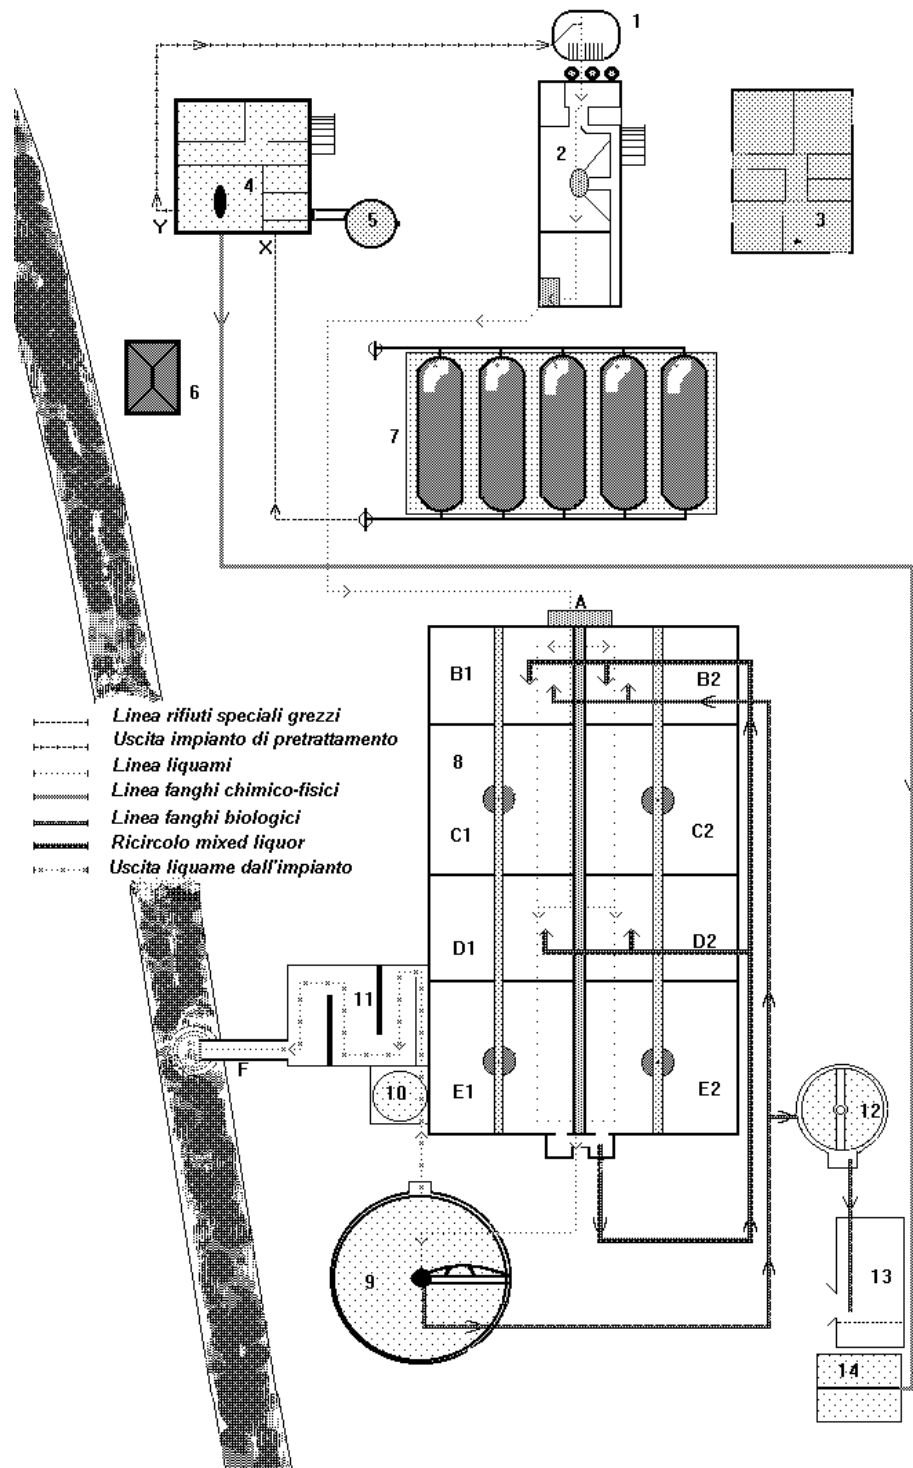 1
2
3
4
5
Y
X
6
7
A
B1
B2
Linea rifiuti speciali grezzi
Uscita impianto di pretrattamento
Linea liquami
Linea fanghi chimico-fisici
Linea fanghi biologici
Ricircolo mixed liquor
Uscita liquame dall'impianto
8
C1
C2
D1
D2
11
F
10
E1
E2
12
9
13
14